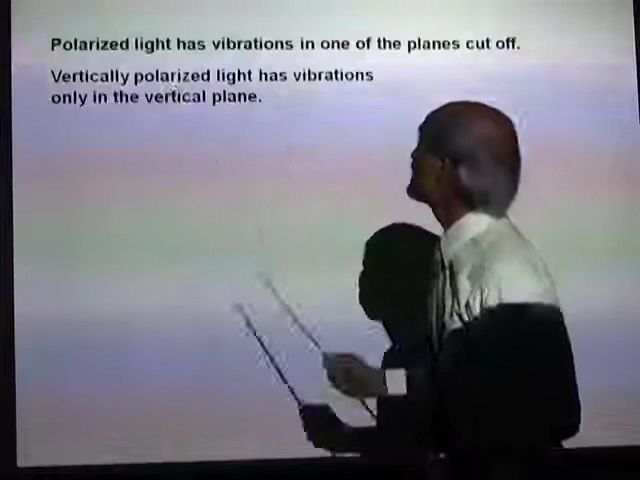 Polarized light has vibrations in one of the planes cut off.
Vertically polarized light has vibrations
only in the vertical plane.